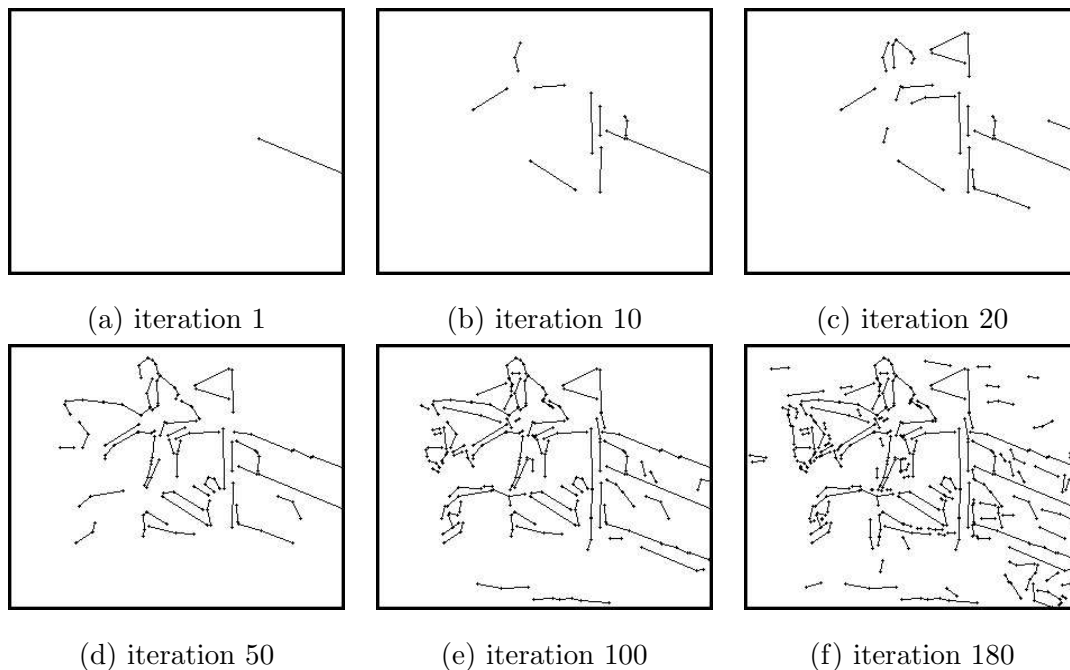 (a) iteration 1
(b) iteration 10
(c) iteration 20
(d) iteration 50
(e) iteration 100
(f) iteration 180